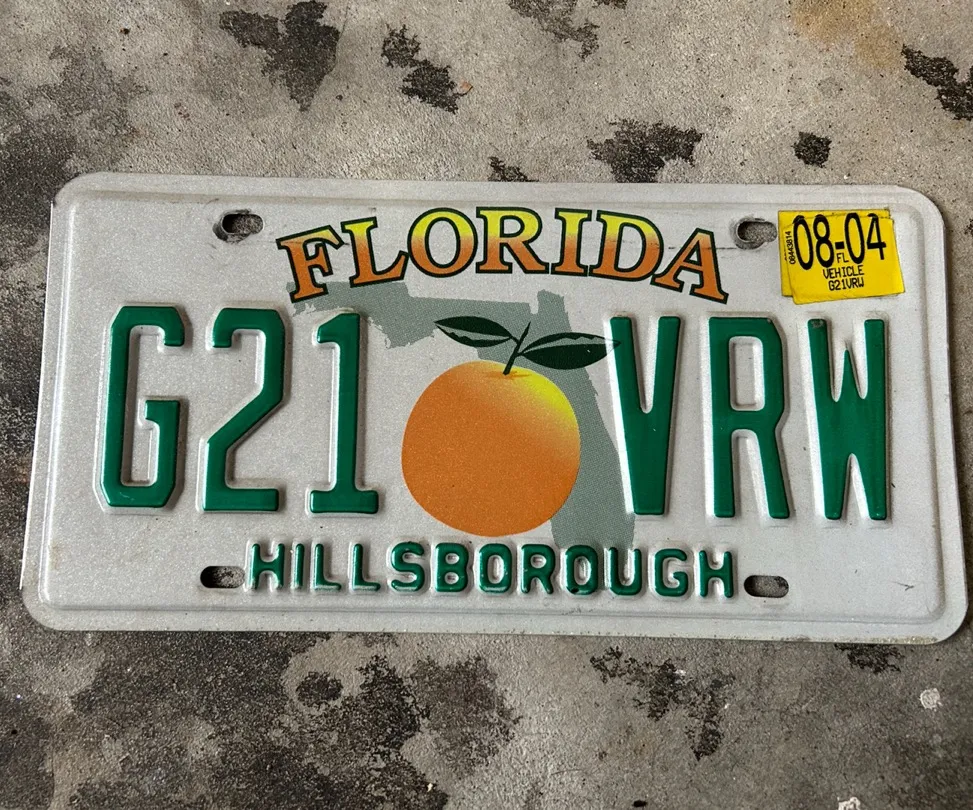 FLORIDA
08-04
FL
VEHICLE
G21VRW
G21 VRW
HILLSBOROUGH